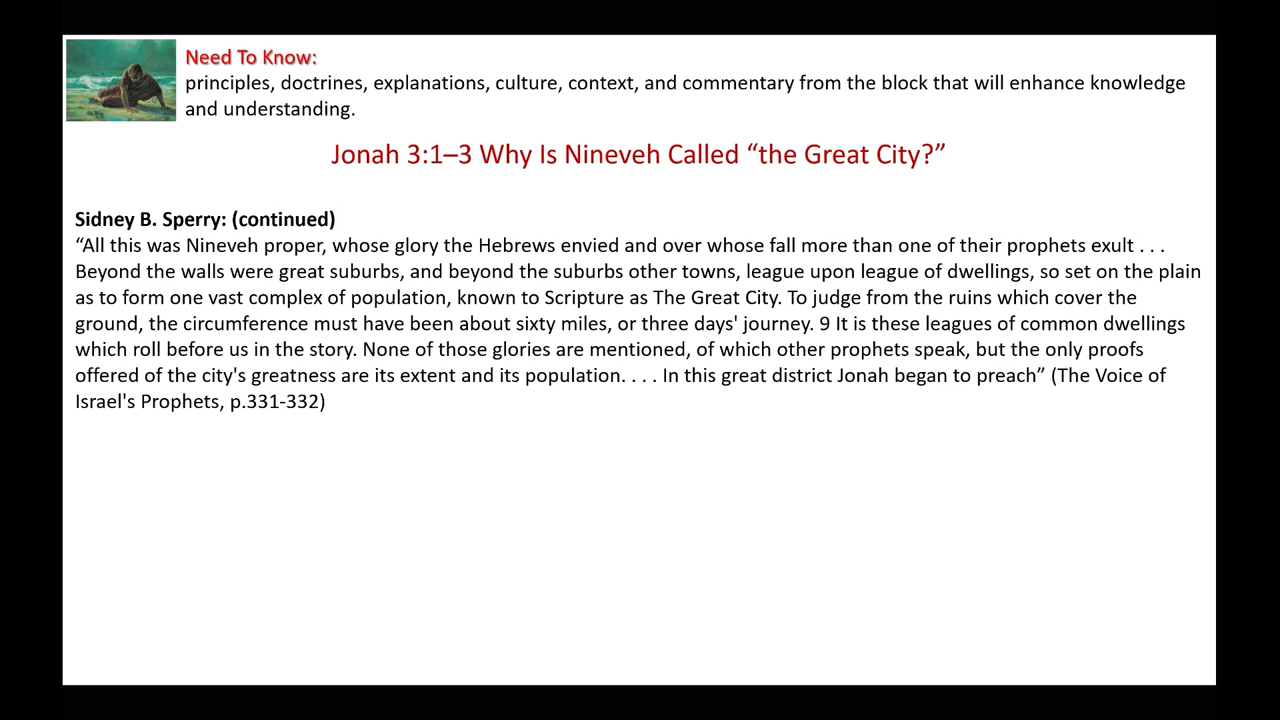 Need To Know:
principles, doctrines, explanations, culture, context, and commentary from the block that will enhance knowledge
and understanding.
Jonah 3:1–3 Why Is Nineveh Called “the Great City?”
Sidney B. Sperry: (continued)
“All this was Nineveh proper, whose glory the Hebrews envied and over whose fall more than one of their prophets exult . . .
Beyond the walls were great suburbs, and beyond the suburbs other towns, league upon league of dwellings, so set on the plain
as to form one vast complex of population, known to Scripture as The Great City. To judge from the ruins which cover the
ground, the circumference must have been about sixty miles, or three days' journey. 9 It is these leagues of common dwellings
which roll before us in the story. None of those glories are mentioned, of which other prophets speak, but the only proofs
offered of the city's greatness are its extent and its population. . . . In this great district Jonah began to preach” (The Voice of
Israel's Prophets, p.331-332)